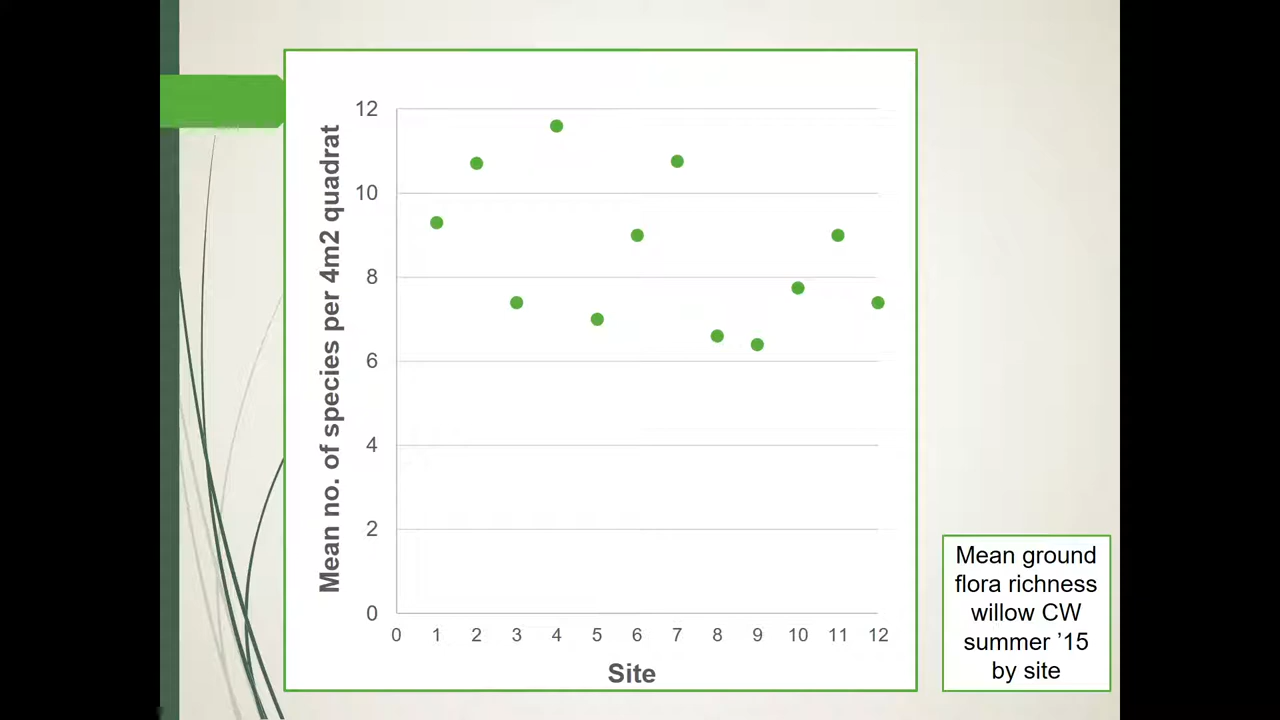 Mean no. of species per 4m2 quadrat
12
10
8
6
4
2
0
0 1 2 3 4 5 6 7 8 9 10 11 12
Site
Mean ground
flora richness
willow CW
summer ’15
by site